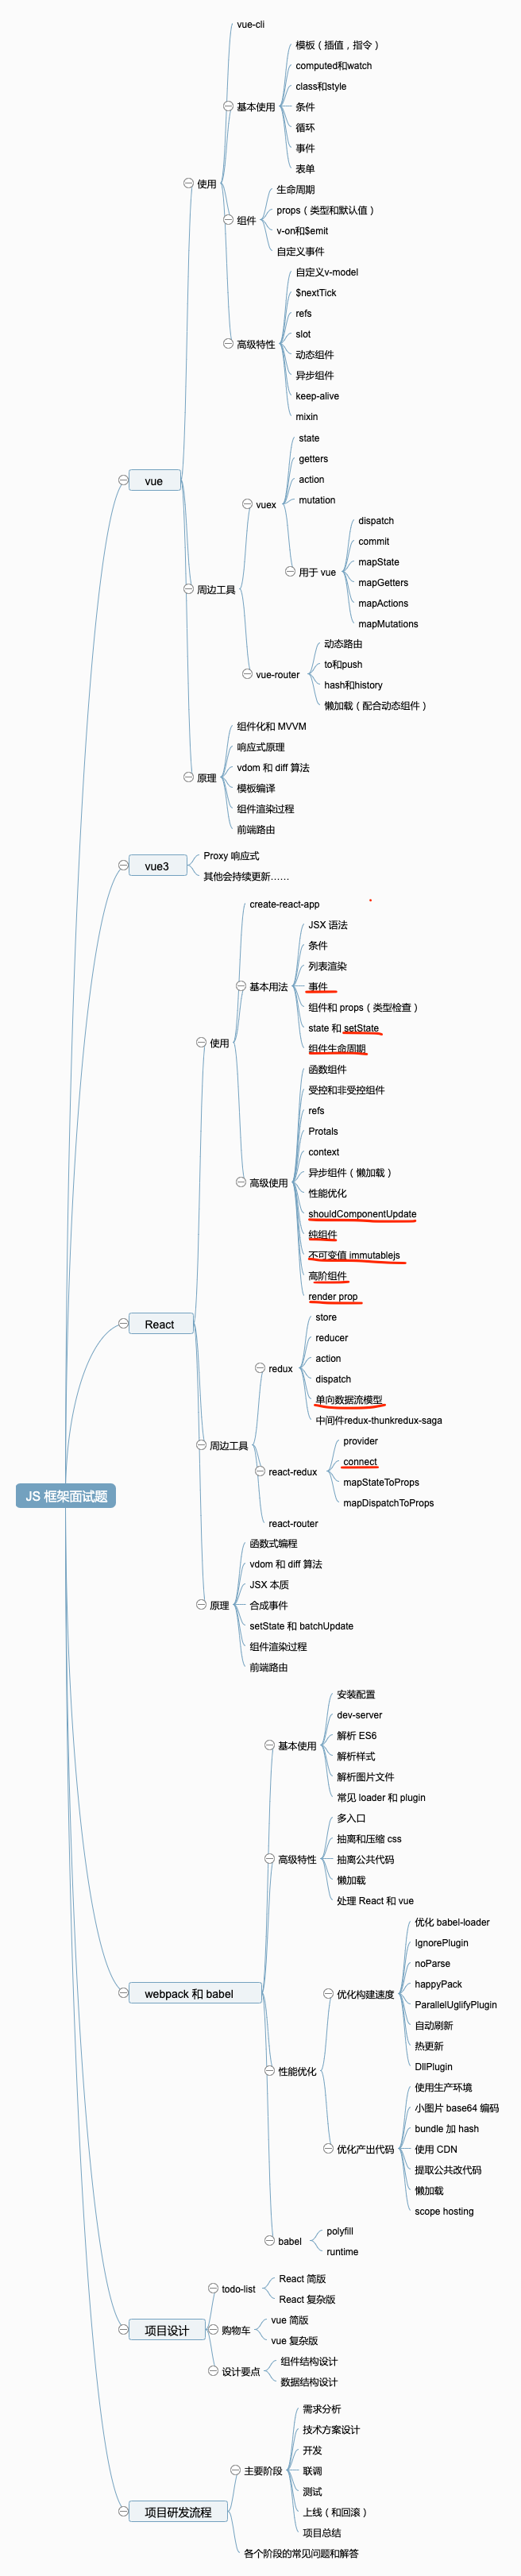 vue-cli
模板（插值，指令）
computed和watch
class和style
基本使用
条件
循环
事件
表单
使用
生命周期
props（类型和默认值）
组件
v-on和$emit
自定义事件
自定义v-model
$nextTick
refs
slot
高级特性
动态组件
异步组件
keep-alive
mixin
state
getters
vue
action
mutation
vuex
dispatch
commit
mapState
用于 vue
mapGetters
周边工具
mapActions
mapMutations
动态路由
to和push
vue-router
hash和history
懒加载（配合动态组件）
组件化和 MVVM
响应式原理
vdom 和 diff 算法
原理
模板编译
组件渲染过程
前端路由
Proxy 响应式
vue3
其他会持续更新......
create-react-app
JSX 语法
条件
列表渲染
基本用法
事件
组件和 props（类型检查）
state 和 setState
使用
组件生命周期
函数组件
受控和非受控组件
refs
Protals
context
异步组件（懒加载）
高级使用
性能优化
shouldComponentUpdate
纯组件
不可变值 immutablejs
高阶组件
render prop
store
React
reducer
action
redux
dispatch
单向数据流模型
中间件redux-thunkredux-saga
周边工具
provider
connect
react-redux
mapStateToProps
mapDispatchToProps
JS 框架面试题
react-router
函数式编程
vdom 和 diff 算法
JSX 本质
原理
合成事件
setState 和 batchUpdate
组件渲染过程
前端路由
安装配置
dev-server
解析 ES6
基本使用
解析样式
解析图片文件
常见 loader 和 plugin
多入口
抽离和压缩 css
高级特性
抽离公共代码
懒加载
处理 React 和 vue
优化 babel-loader
IgnorePlugin
noParse
happyPack
webpack 和 babel
优化构建速度
ParallelUglifyPlugin
自动刷新
热更新
DllPlugin
性能优化
使用生产环境
小图片 base64 编码
bundle 加 hash
优化产出代码
使用 CDN
提取公共改代码
懒加载
scope hosting
polyfill
babel
runtime
React 简版
todo-list
React 复杂版
vue 简版
项目设计
购物车
vue 复杂版
组件结构设计
设计要点
数据结构设计
需求分析
技术方案设计
开发
主要阶段
联调
测试
项目研发流程
上线（和回滚）
项目总结
各个阶段的常见问题和解答